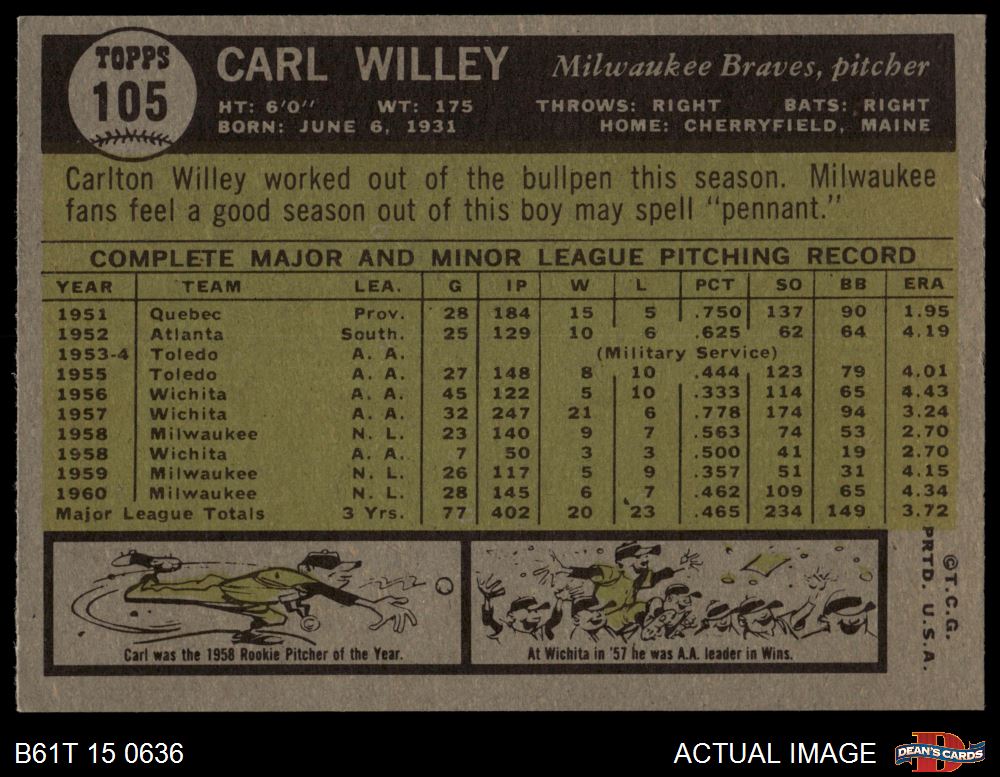 TOPPS
105
CARL WILLEY Milwaukee Braves, pitcher
HT: 6'0" WT: 175 THROWS: RIGHT BATS: RIGHT
BORN: JUNE 6, 1931 HOME: CHERRYFIELD, MAINE
Carlton Willey worked out of the bullpen this season. Milwaukee
fans feel a good season out of this boy may spell "pennant."
COMPLETE MAJOR AND MINOR LEAGUE PITCHING RECORD
YEAR TEAM LEA. G IP W L PCT SO BB ERA
1951 Quebec Prov. 28 184 15 5 .750 137 90 1.95
1952 Atlanta South. 25 129 10 6 .625 62 64 4.19
1953-4 Toledo A. A. (Military Service)
1955 Toledo A. A. 27 148 8 10 .444 123 79 4.01
1956 Wichita A. A. 45 122 5 10 .333 114 65 4.43
1957 Wichita A. A. 32 247 21 6 .778 174 94 3.24
1958 Milwaukee N. L. 23 140 9 7 .563 74 53 2.70
1958 Wichita A. A. 7 50 3 3 .500 41 19 2.70
1959 Milwaukee N. L. 26 117 5 9 .357 51 31 4.15
1960 Milwaukee N. L. 28 145 6 7 .462 109 65 4.34
Major League Totals 3 Yrs. 77 402 20 23 .465 234 149 3.72
Carl was the 1958 Rookie Pitcher of the Year.
At Wichita in '57 he was A.A. leader in Wins.
©T.C.G.
PRTD. U.S.A.
B61T 15 0636 ACTUAL IMAGE
DEAN'S CARDS